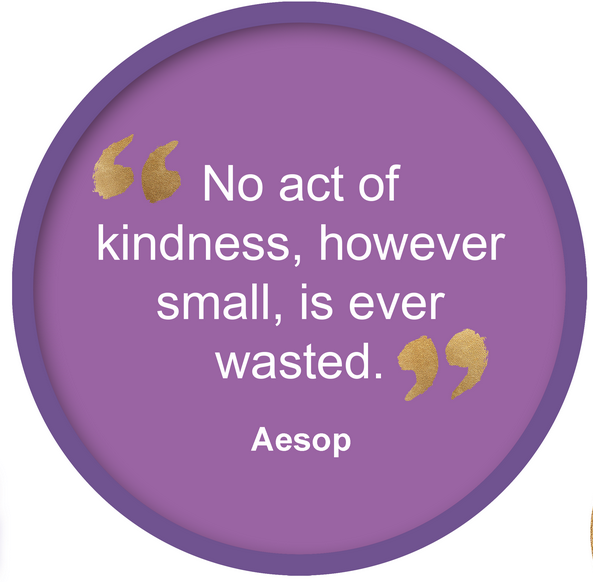 “ No act of
kindness, however
small, is ever
wasted. ”
Aesop